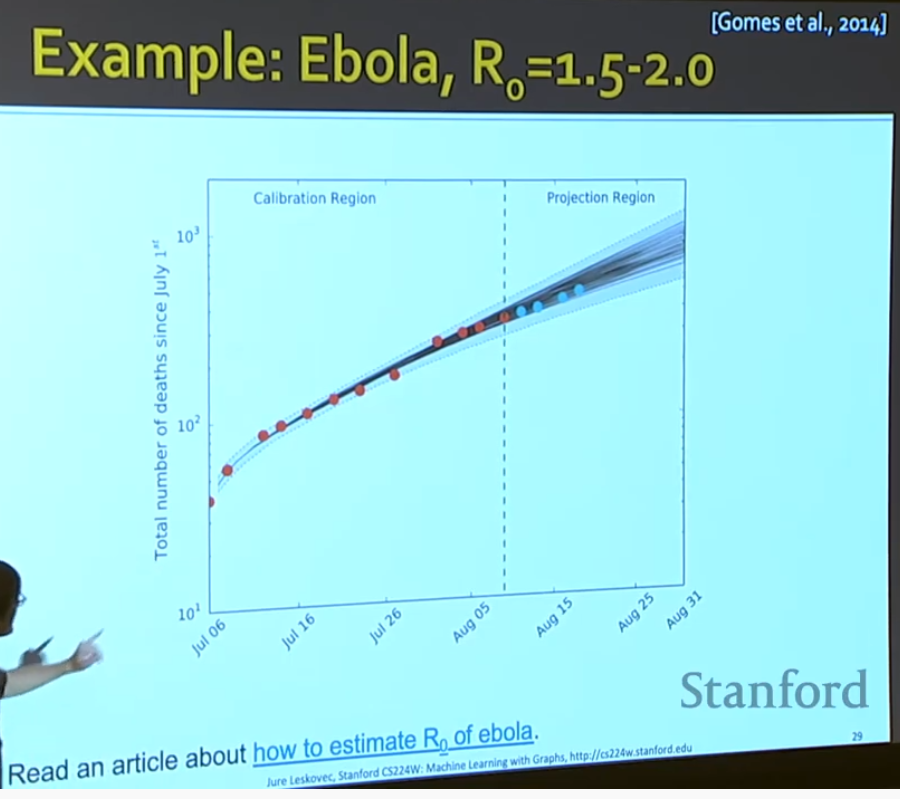 [Gomes et al., 2014]
Example: Ebola, R₀=1.5-2.0
Calibration Region
Projection Region
Total number of deaths since July 1ˢᵗ
10³
10²
10¹
Jul 06
Jul 16
Jul 26
Aug 05
Aug 15
Aug 25
Aug 31
Stanford
Read an article about how to estimate R₀ of ebola.
29
Jure Leskovec, Stanford CS224W: Machine Learning with Graphs, http://cs224w.stanford.edu